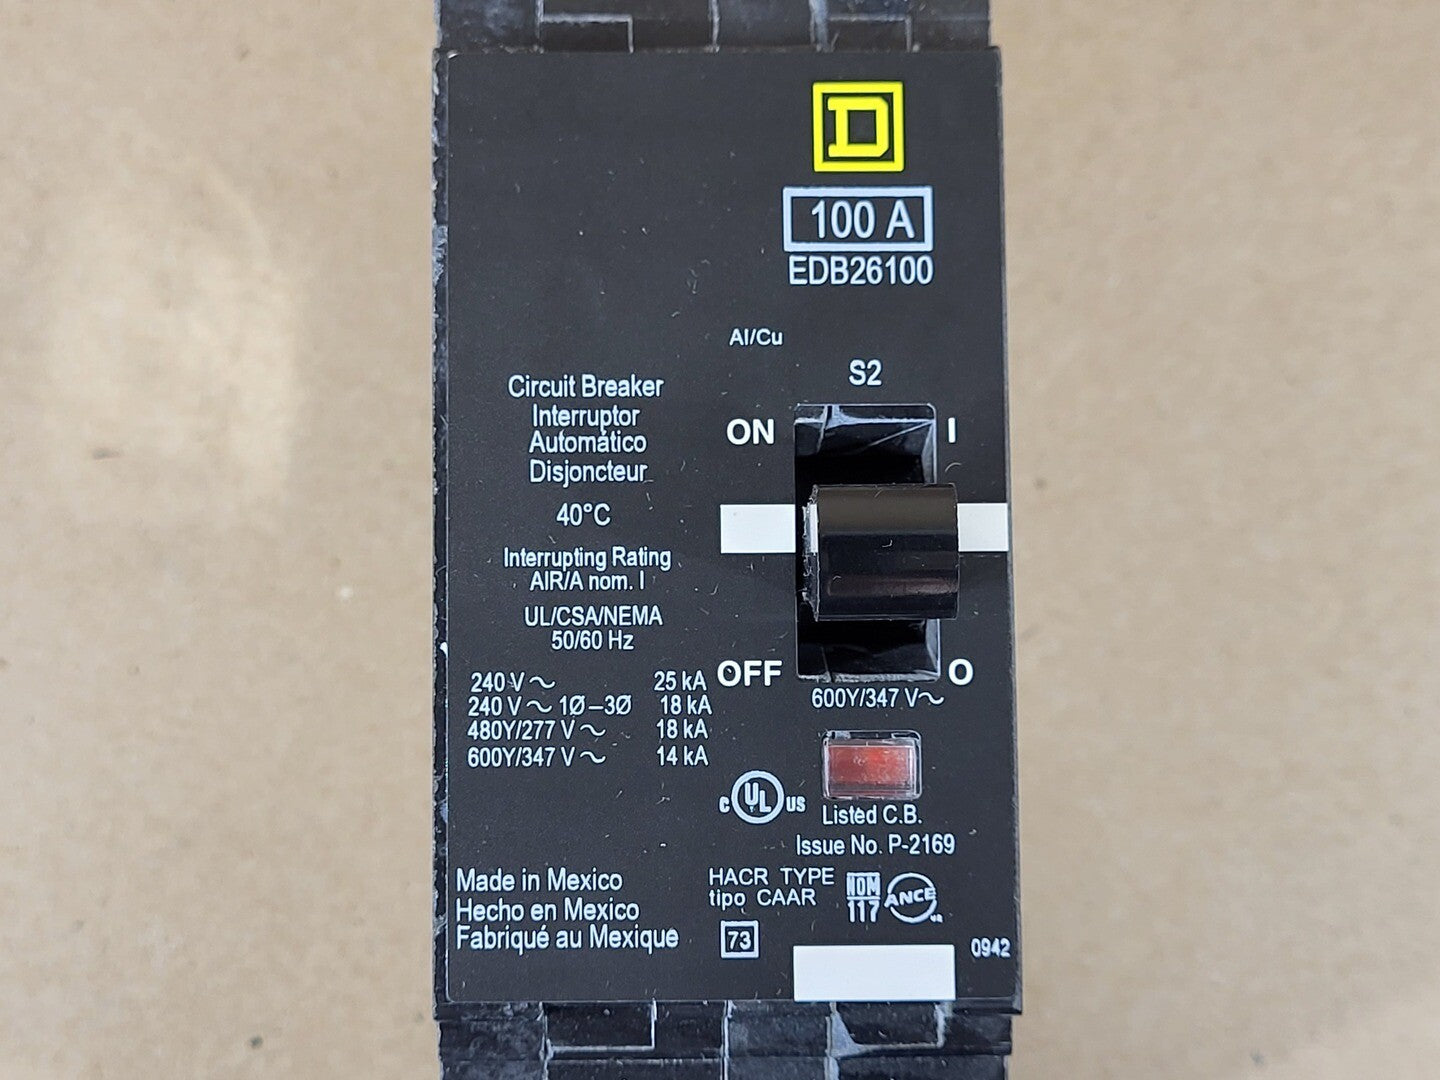 D
100 A
EDB26100
Al/Cu
S2
Circuit Breaker
Interruptor
Automático
Disjoncteur
40°C
Interrupting Rating
AIR/A nom. I
UL/CSA/NEMA
50/60 Hz
240 V ~ 25 kA
240 V ~ 1Ø–3Ø 18 kA
480Y/277 V ~ 18 kA
600Y/347 V ~ 14 kA
ON I
OFF O
600Y/347 V~
C UL US
Listed C.B.
Issue No. P-2169
Made in Mexico
Hecho en Mexico
Fabriqué au Mexique
HACR TYPE
tipo CAAR
NOM
117
ANCE
73
0942